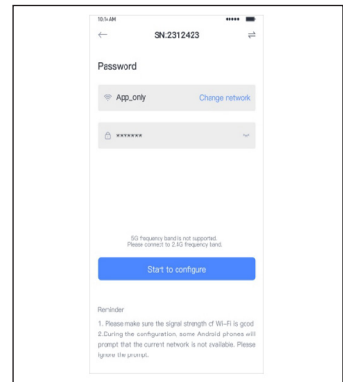 10:14 AM
SN:2312423
Password
App_only Change network
*******
5G frequency band is not supported.
Please connect to 2.4G frequency band.
Start to configure
Reminder
1. Please make sure the signal strength of Wi-Fi is good
2.During the configuration, some Android phones will
prompt that the current network is not available. Please
ignore the prompt.